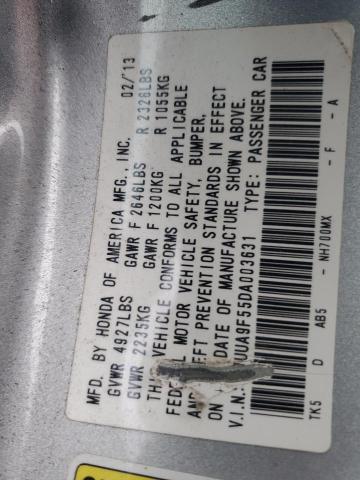 MFD. BY HONDA OF AMERICA MFG., INC. 02/13
GVWR 4927LBS GAWR F 2646LBS R 2326LBS
GVWR 2235KG GAWR F 1200KG R 1055KG
THIS VEHICLE CONFORMS TO ALL APPLICABLE
FEDERAL MOTOR VEHICLE SAFETY, BUMPER,
AND THEFT PREVENTION STANDARDS IN EFFECT
ON DATE OF MANUFACTURE SHOWN ABOVE.
V.I.N. UUA9F55DA003631 TYPE: PASSENGER CAR
TK5 D AB5 - NH700MX - F - A